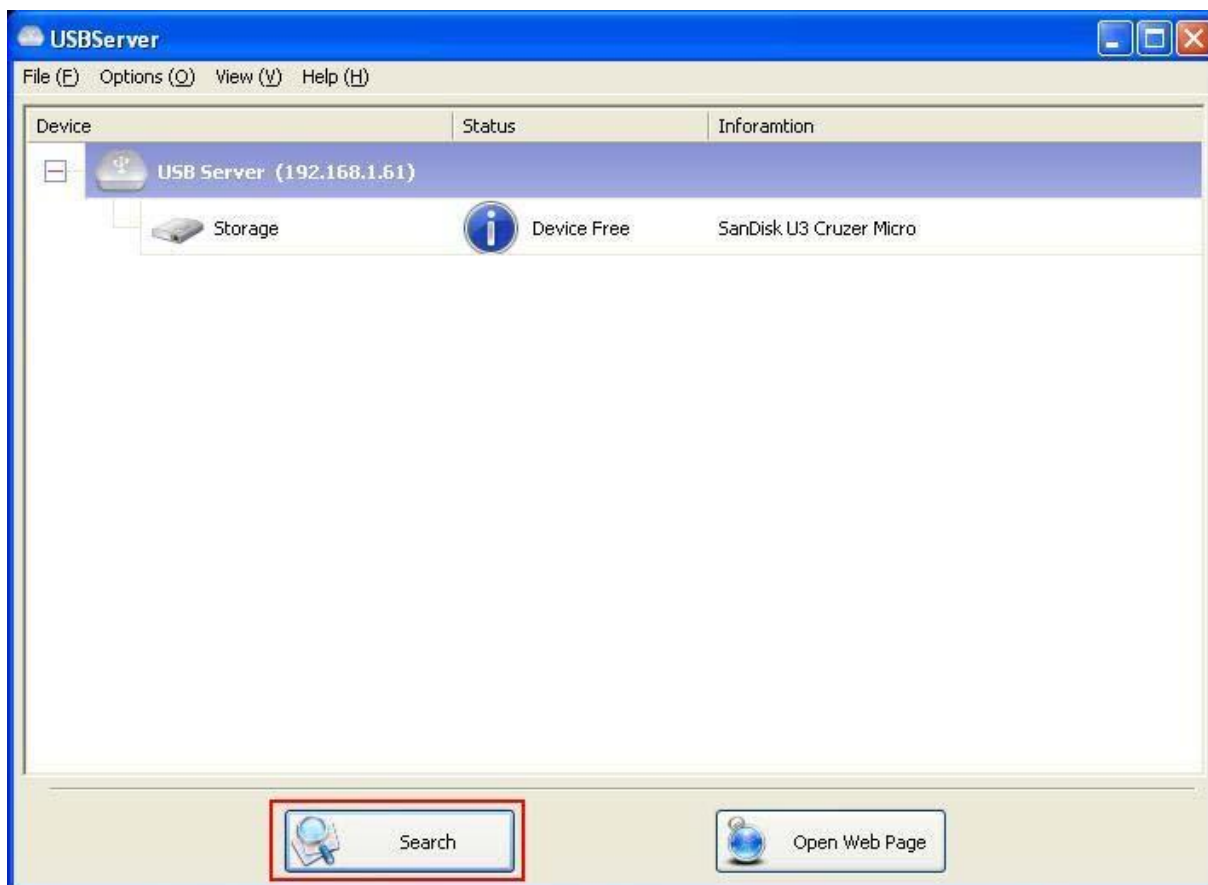 USBServer
File (F) Options (O) View (V) Help (H)
Device Status Inforamtion
USB Server (192.168.1.61)
Storage Device Free SanDisk U3 Cruzer Micro
Search Open Web Page